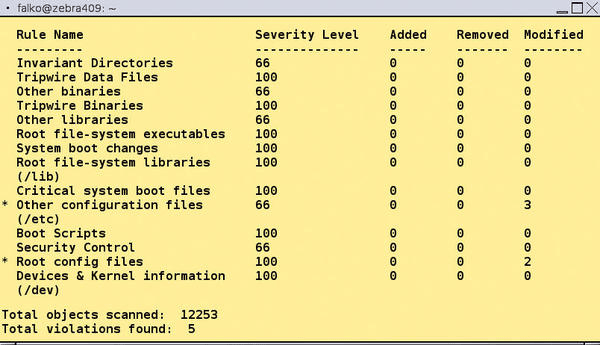 falko@zebra409: ~
Rule Name Severity Level Added Removed Modified
--------- -------------- ----- ------- --------
Invariant Directories 66 0 0 0
Tripwire Data Files 100 0 0 0
Other binaries 66 0 0 0
Tripwire Binaries 100 0 0 0
Other libraries 66 0 0 0
Root file-system executables 100 0 0 0
System boot changes 100 0 0 0
Root file-system libraries 100 0 0 0
(/lib)
Critical system boot files 100 0 0 0
* Other configuration files 66 0 0 3
(/etc)
Boot Scripts 100 0 0 0
Security Control 66 0 0 0
* Root config files 100 0 0 2
Devices & Kernel information 100 0 0 0
(/dev)
Total objects scanned: 12253
Total violations found: 5